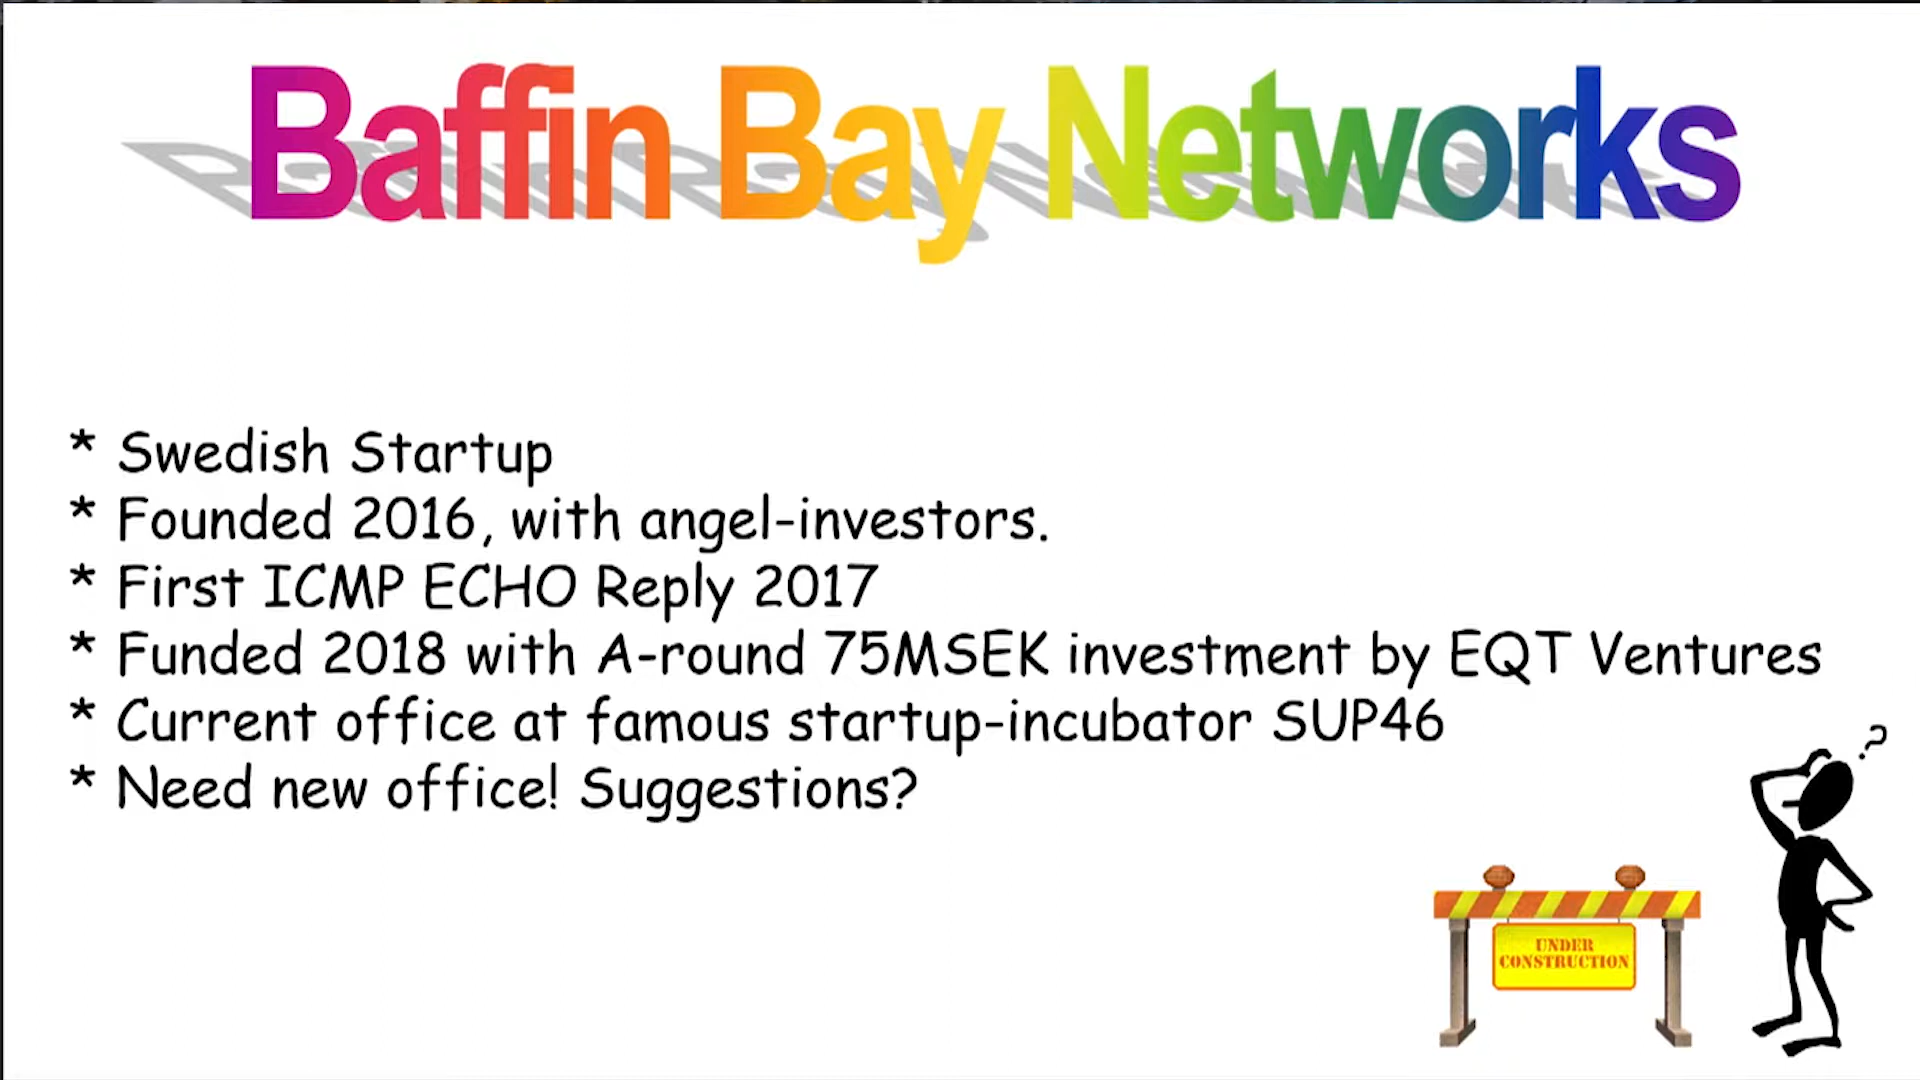 Baffin Bay Networks
* Swedish Startup
* Founded 2016, with angel-investors.
* First ICMP ECHO Reply 2017
* Funded 2018 with A-round 75MSEK investment by EQT Ventures
* Current office at famous startup-incubator SUP46
* Need new office! Suggestions?
?
UNDER
CONSTRUCTION